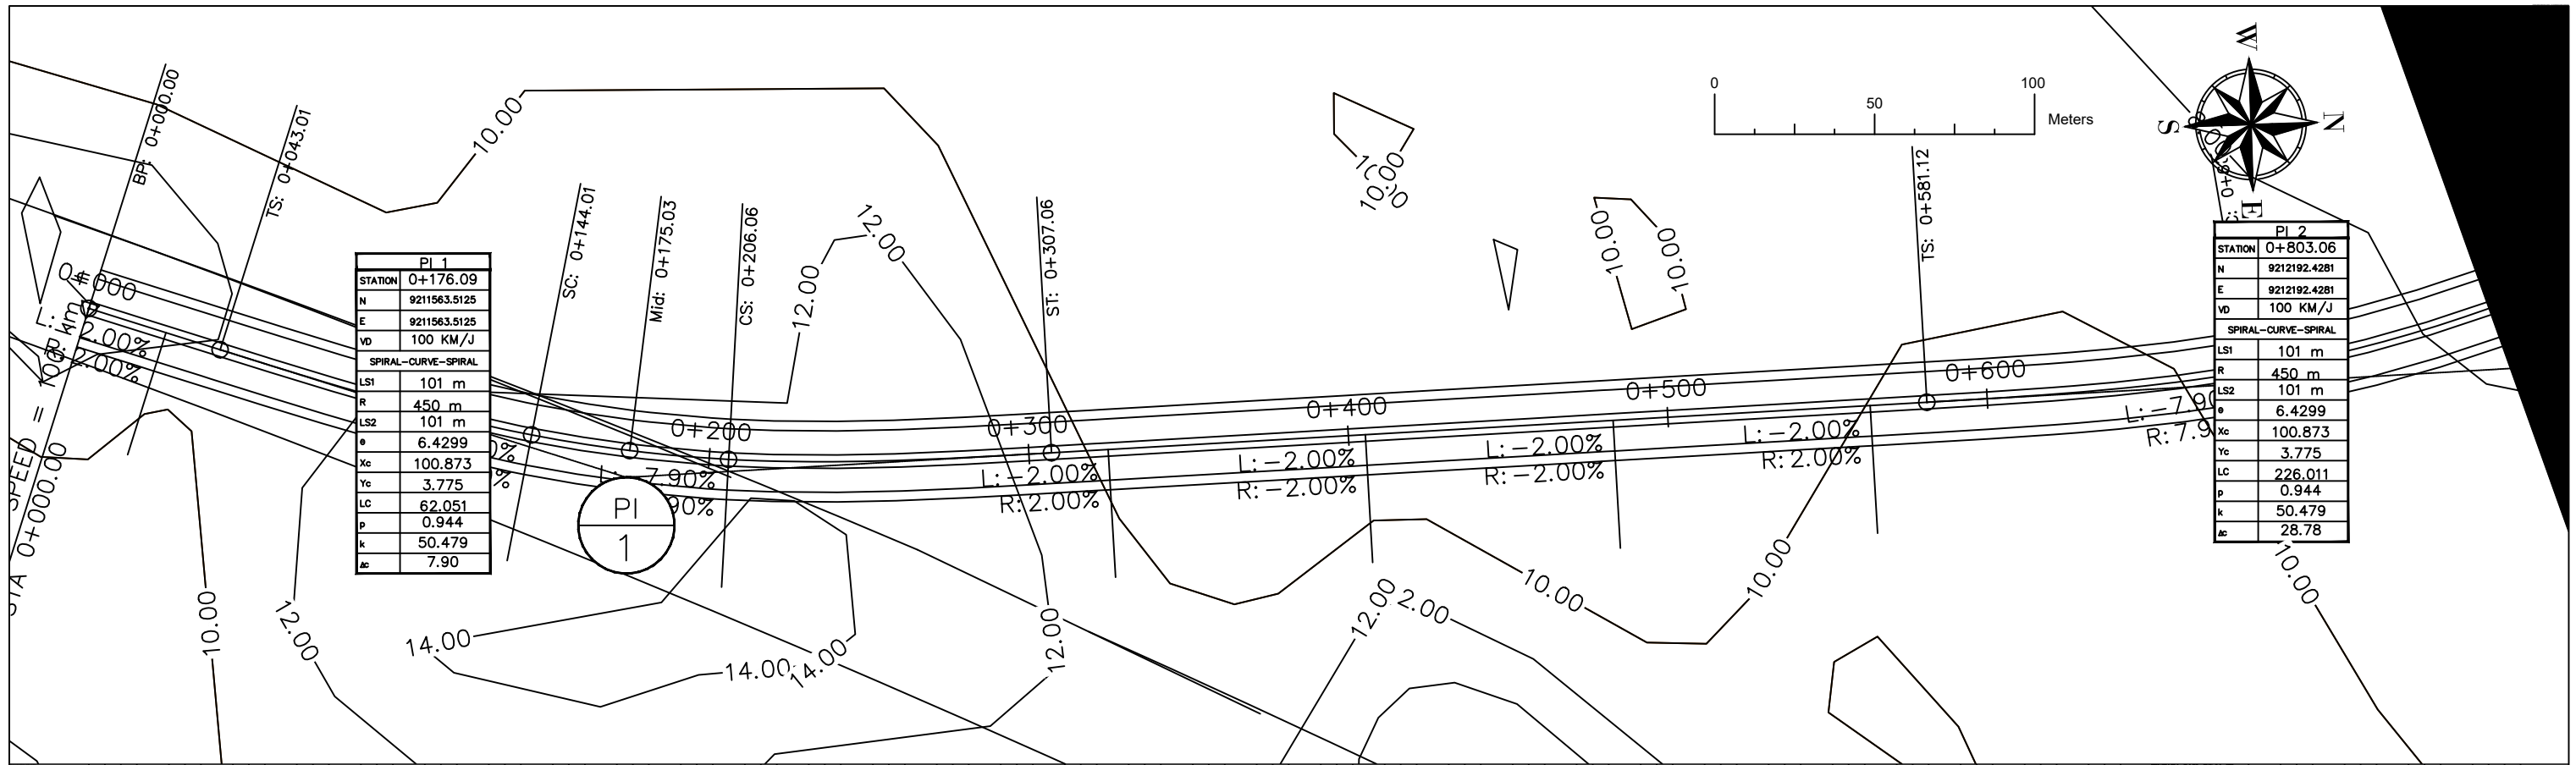 BP: 0+000.00
TS: 0+043.01
SC: 0+144.01
Mid: 0+175.03
CS: 0+206.06
ST: 0+307.06
TS: 0+581.12
0
50
100
Meters
W
N
S
E
PI 1
STATION 0+176.09
N 9211563.5125
E 9211563.5125
VD 100 KM/J
SPIRAL-CURVE-SPIRAL
LS1 101 m
R 450 m
LS2 101 m
θ 6.4299
Xc 100.873
Yc 3.775
LC 62.051
p 0.944
k 50.479
Δc 7.90
PI 2
STATION 0+803.06
N 9212192.4281
E 9212192.4281
VD 100 KM/J
SPIRAL-CURVE-SPIRAL
LS1 101 m
R 450 m
LS2 101 m
θ 6.4299
Xc 100.873
Yc 3.775
LC 226.011
p 0.944
k 50.479
Δc 28.78
PI
1
0+000
0+200
0+300
0+400
0+500
0+600
L: -2.00%
R: 2.00%
L: -2.00%
R: -2.00%
L: -2.00%
R: -2.00%
L: -2.00%
R: 2.00%
10.00
12.00
12.00
10.00
10.00
10.00
10.00
10.00
12.00
14.00
14.00
14.00
12.00
12.00
2.00
10.00
10.00
10.00